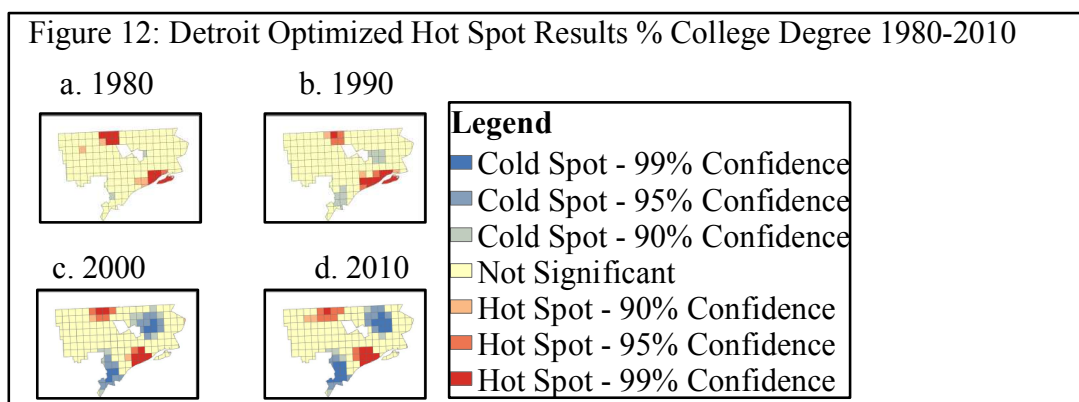 Figure 12: Detroit Optimized Hot Spot Results % College Degree 1980-2010
a. 1980
b. 1990
c. 2000
d. 2010
Legend
Cold Spot - 99% Confidence
Cold Spot - 95% Confidence
Cold Spot - 90% Confidence
Not Significant
Hot Spot - 90% Confidence
Hot Spot - 95% Confidence
Hot Spot - 99% Confidence